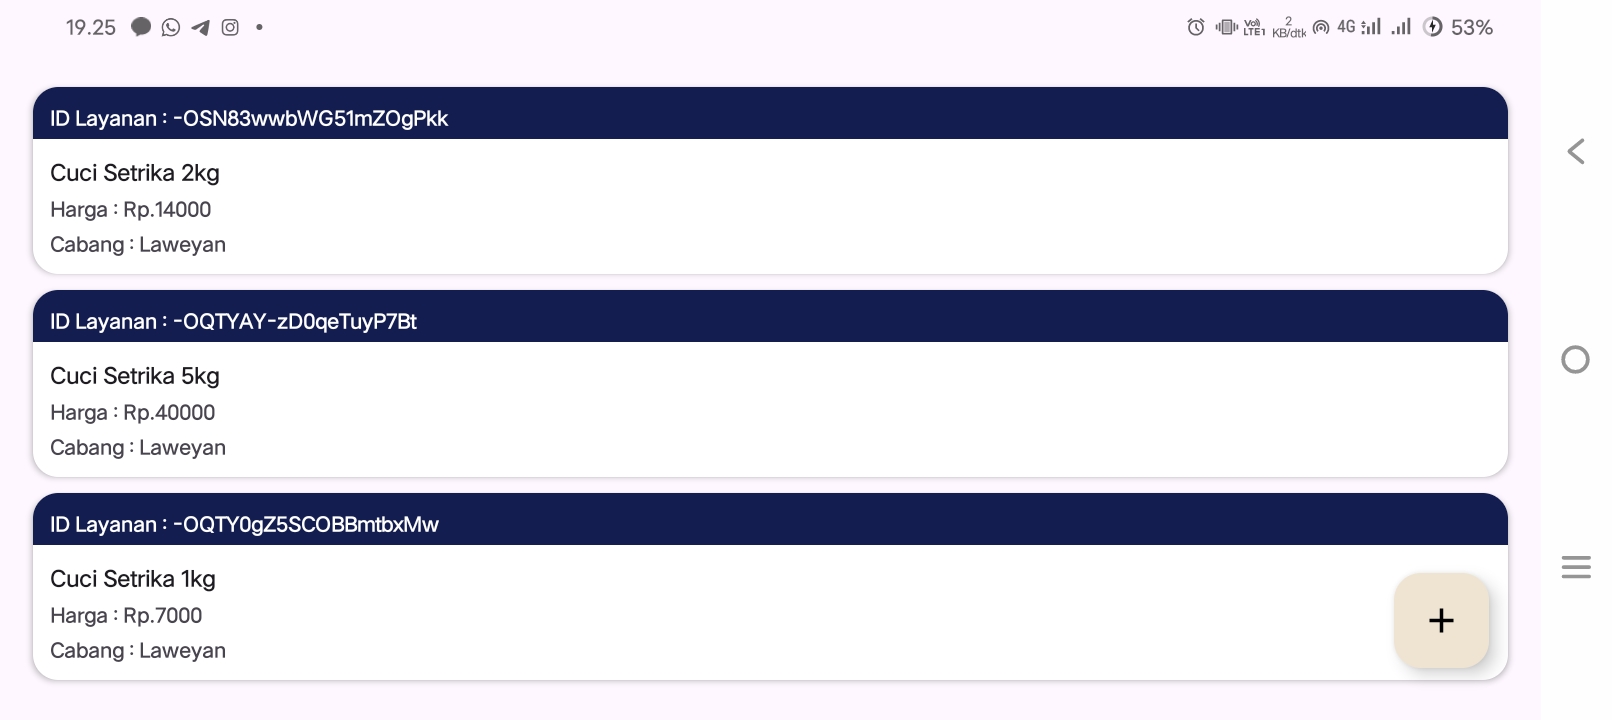 19.25
Vo) LTE1 2 KB/dtk 4G 53%
ID Layanan : -OSN83wwbWG51mZOgPkk
Cuci Setrika 2kg
Harga : Rp.14000
Cabang : Laweyan
ID Layanan : -OQTYAY-zD0qeTuyP7Bt
Cuci Setrika 5kg
Harga : Rp.40000
Cabang : Laweyan
ID Layanan : -OQTY0gZ5SCOBBmtbxMw
Cuci Setrika 1kg
Harga : Rp.7000
Cabang : Laweyan
+